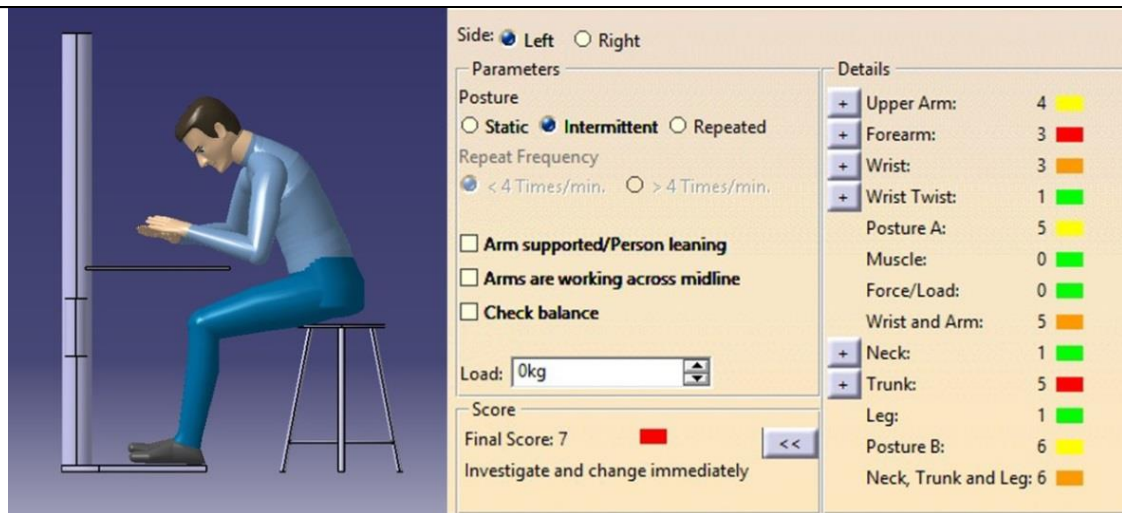 Side: Left Right
Parameters
Posture
Static Intermittent Repeated
Repeat Frequency
< 4 Times/min. > 4 Times/min.
Arm supported/Person leaning
Arms are working across midline
Check balance
Load: 0kg
Score
Final Score: 7
<<
Investigate and change immediately
Details
+ Upper Arm: 4
+ Forearm: 3
+ Wrist: 3
+ Wrist Twist: 1
Posture A: 5
Muscle: 0
Force/Load: 0
Wrist and Arm: 5
+ Neck: 1
+ Trunk: 5
Leg: 1
Posture B: 6
Neck, Trunk and Leg: 6